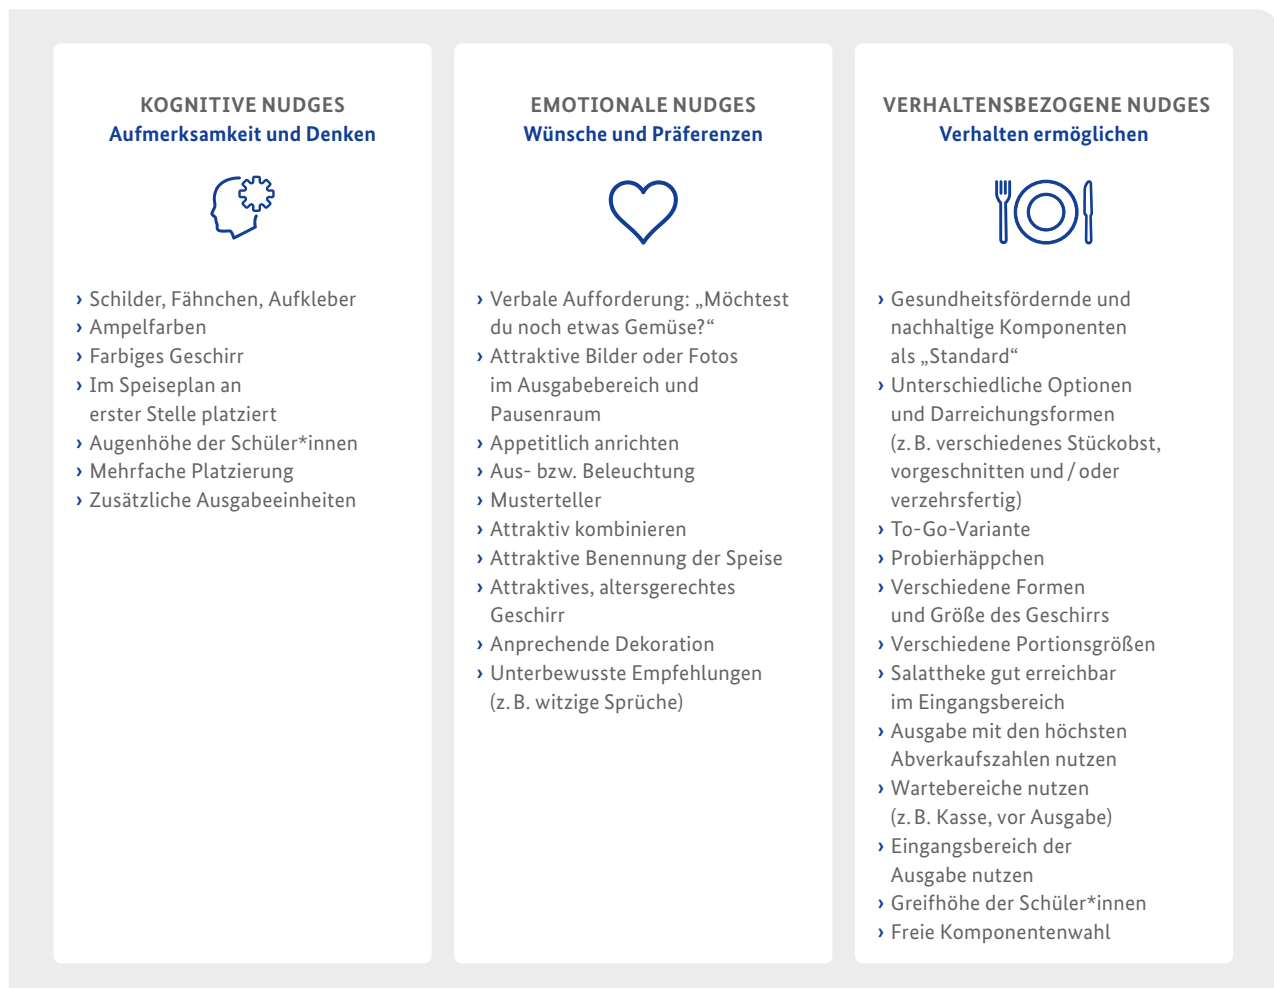 KOGNITIVE NUDGES
Aufmerksamkeit und Denken
› Schilder, Fähnchen, Aufkleber
› Ampelfarben
› Farbiges Geschirr
› Im Speiseplan an
erster Stelle platziert
› Augenhöhe der Schüler*innen
› Mehrfache Platzierung
› Zusätzliche Ausgabeeinheiten
EMOTIONALE NUDGES
Wünsche und Präferenzen
› Verbale Aufforderung: „Möchtest
du noch etwas Gemüse?“
› Attraktive Bilder oder Fotos
im Ausgabebereich und
Pausenraum
› Appetitlich anrichten
› Aus- bzw. Beleuchtung
› Musterteller
› Attraktiv kombinieren
› Attraktive Benennung der Speise
› Attraktives, altersgerechtes
Geschirr
› Anprechende Dekoration
› Unterbewusste Empfehlungen
(z. B. witzige Sprüche)
VERHALTENSBEZOGENE NUDGES
Verhalten ermöglichen
› Gesundheitsfördernde und
nachhaltige Komponenten
als „Standard“
› Unterschiedliche Optionen
und Darreichungsformen
(z. B. verschiedenes Stückobst,
vorgeschnitten und / oder
verzehrsfertig)
› To-Go-Variante
› Probierhäppchen
› Verschiedene Formen
und Größe des Geschirrs
› Verschiedene Portionsgrößen
› Salattheke gut erreichbar
im Eingangsbereich
› Ausgabe mit den höchsten
Abverkaufszahlen nutzen
› Wartebereiche nutzen
(z. B. Kasse, vor Ausgabe)
› Eingangsbereich der
Ausgabe nutzen
› Greifhöhe der Schüler*innen
› Freie Komponentenwahl